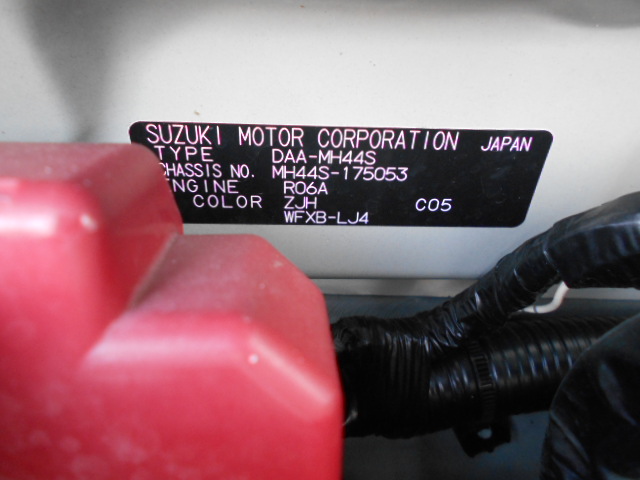 SUZUKI MOTOR CORPORATION JAPAN
TYPE DAA-MH44S
CHASSIS NO. MH44S-175053
ENGINE R06A
COLOR ZJH C05
WFXB-LJ4